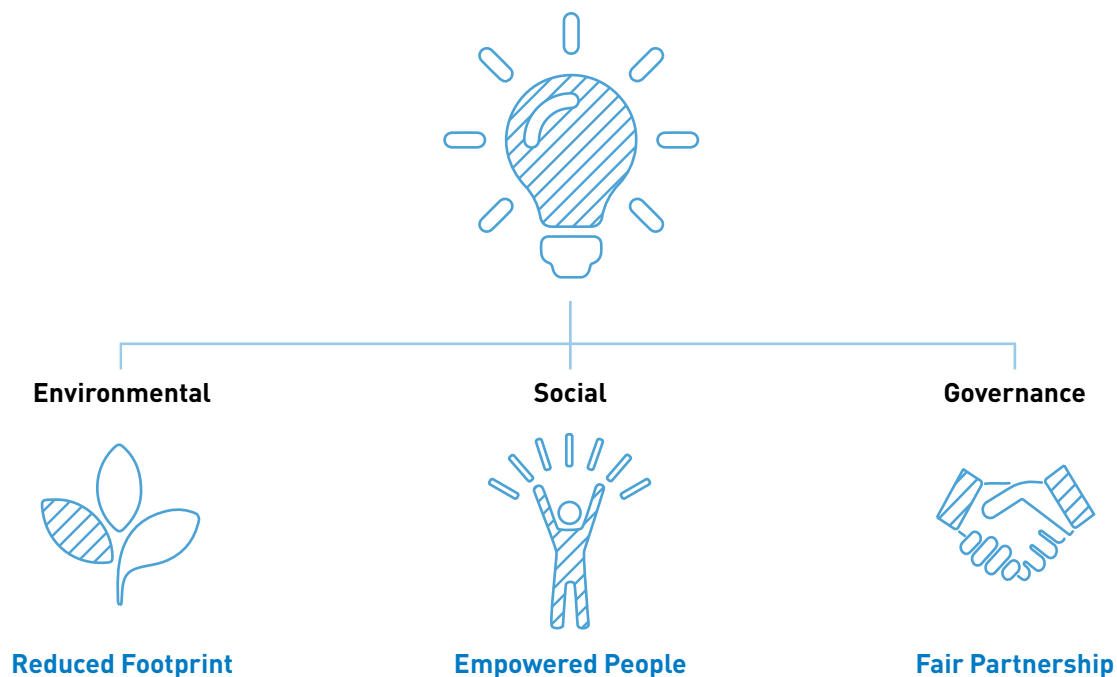 Environmental
Social
Governance
Reduced Footprint
Empowered People
Fair Partnership